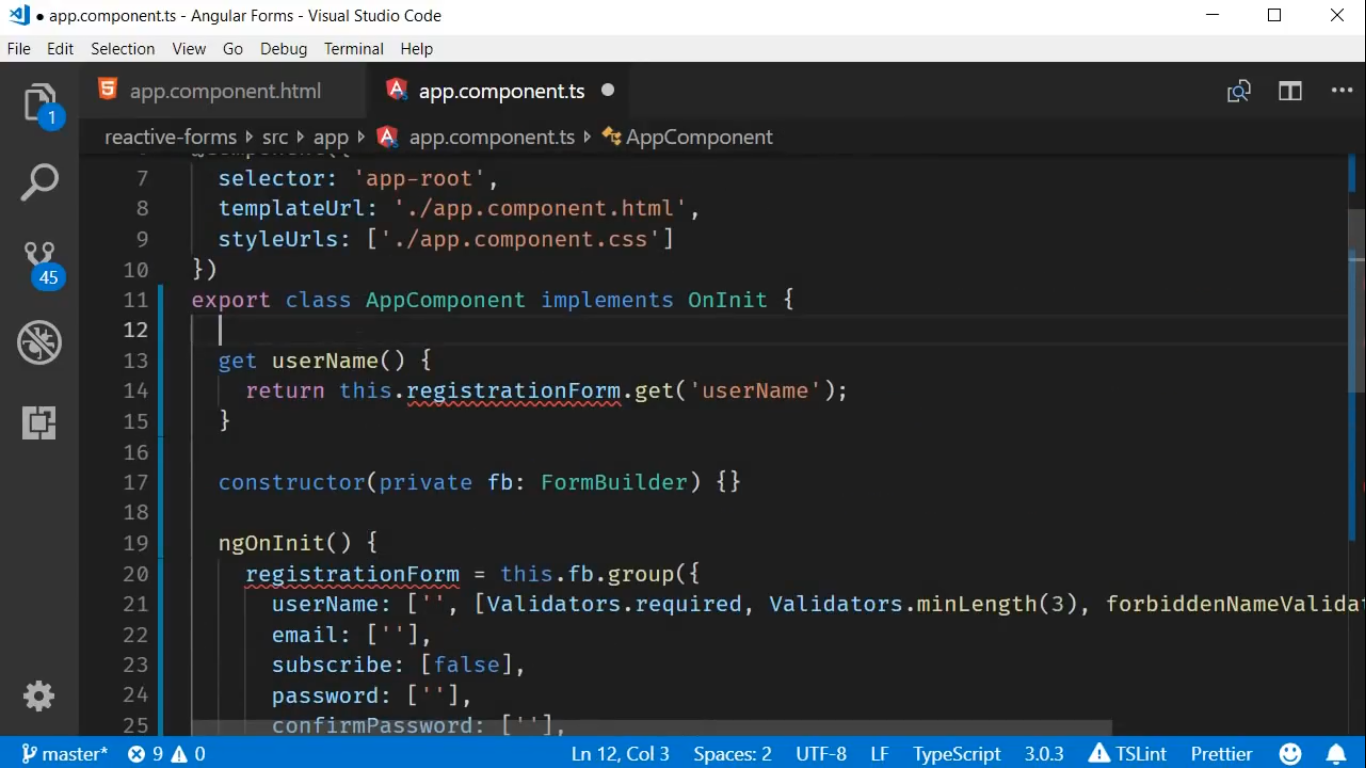 app.component.ts - Angular Forms - Visual Studio Code
File Edit Selection View Go Debug Terminal Help
app.component.html app.component.ts
reactive-forms src app app.component.ts AppComponent
7 selector: 'app-root',
8 templateUrl: './app.component.html',
9 styleUrls: ['./app.component.css']
10 })
11 export class AppComponent implements OnInit {
12
13 get userName() {
14 return this.registrationForm.get('userName');
15 }
16
17 constructor(private fb: FormBuilder) {}
18
19 ngOnInit() {
20 registrationForm = this.fb.group({
21 userName: ['', [Validators.required, Validators.minLength(3), forbiddenNameValidat
22 email: [''],
23 subscribe: [false],
24 password: [''],
25 confirmPassword: [''],
1
45
master* 9 0 Ln 12, Col 3 Spaces: 2 UTF-8 LF TypeScript 3.0.3 TSLint Prettier